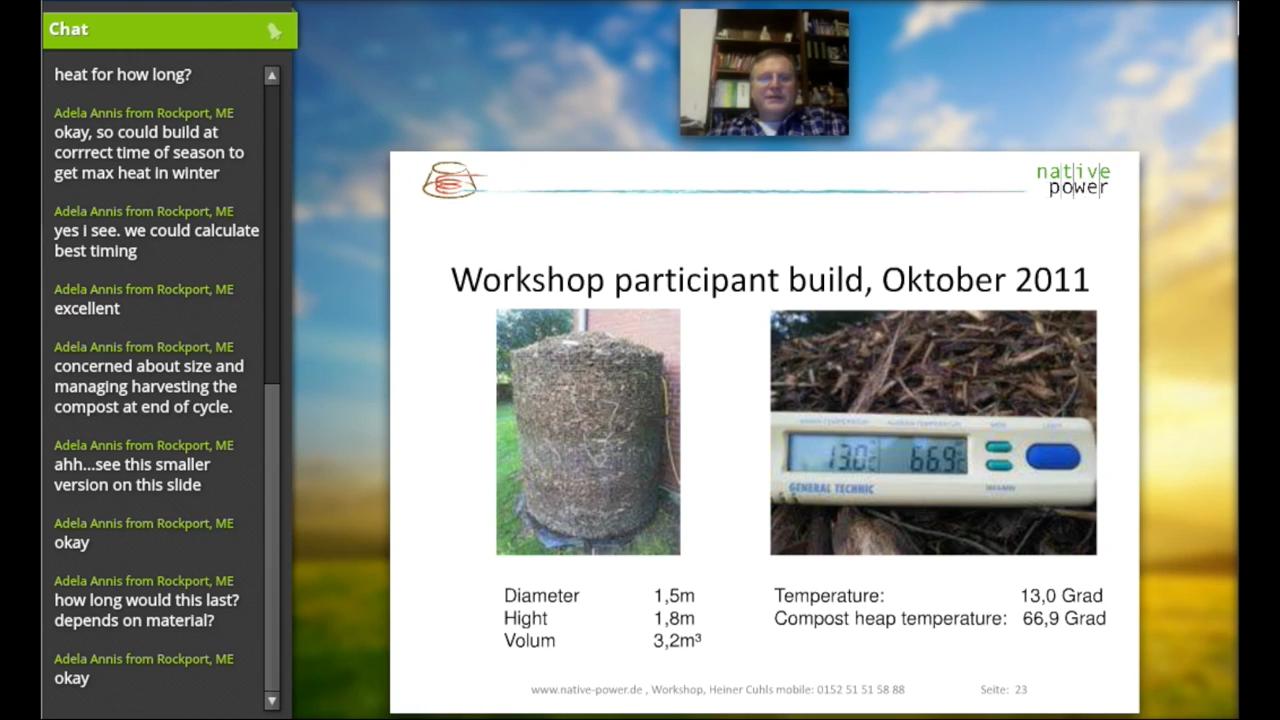 Chat
heat for how long?
Adela Annis from Rockport, ME
okay, so could build at
corrrect time of season to
get max heat in winter
Adela Annis from Rockport, ME
yes i see. we could calculate
best timing
Adela Annis from Rockport, ME
excellent
Adela Annis from Rockport, ME
concerned about size and
managing harvesting the
compost at end of cycle.
Adela Annis from Rockport, ME
ahh...see this smaller
version on this slide
Adela Annis from Rockport, ME
okay
Adela Annis from Rockport, ME
how long would this last?
depends on material?
Adela Annis from Rockport, ME
okay
native
power
Workshop participant build, Oktober 2011
13.0°C 66.9°C
GENERAL TECHNIC
Diameter 1,5m
Hight 1,8m
Volum 3,2m³
Temperature: 13,0 Grad
Compost heap temperature: 66,9 Grad
www.native-power.de , Workshop, Heiner Cuhls mobile: 0152 51 51 58 88 Seite: 23